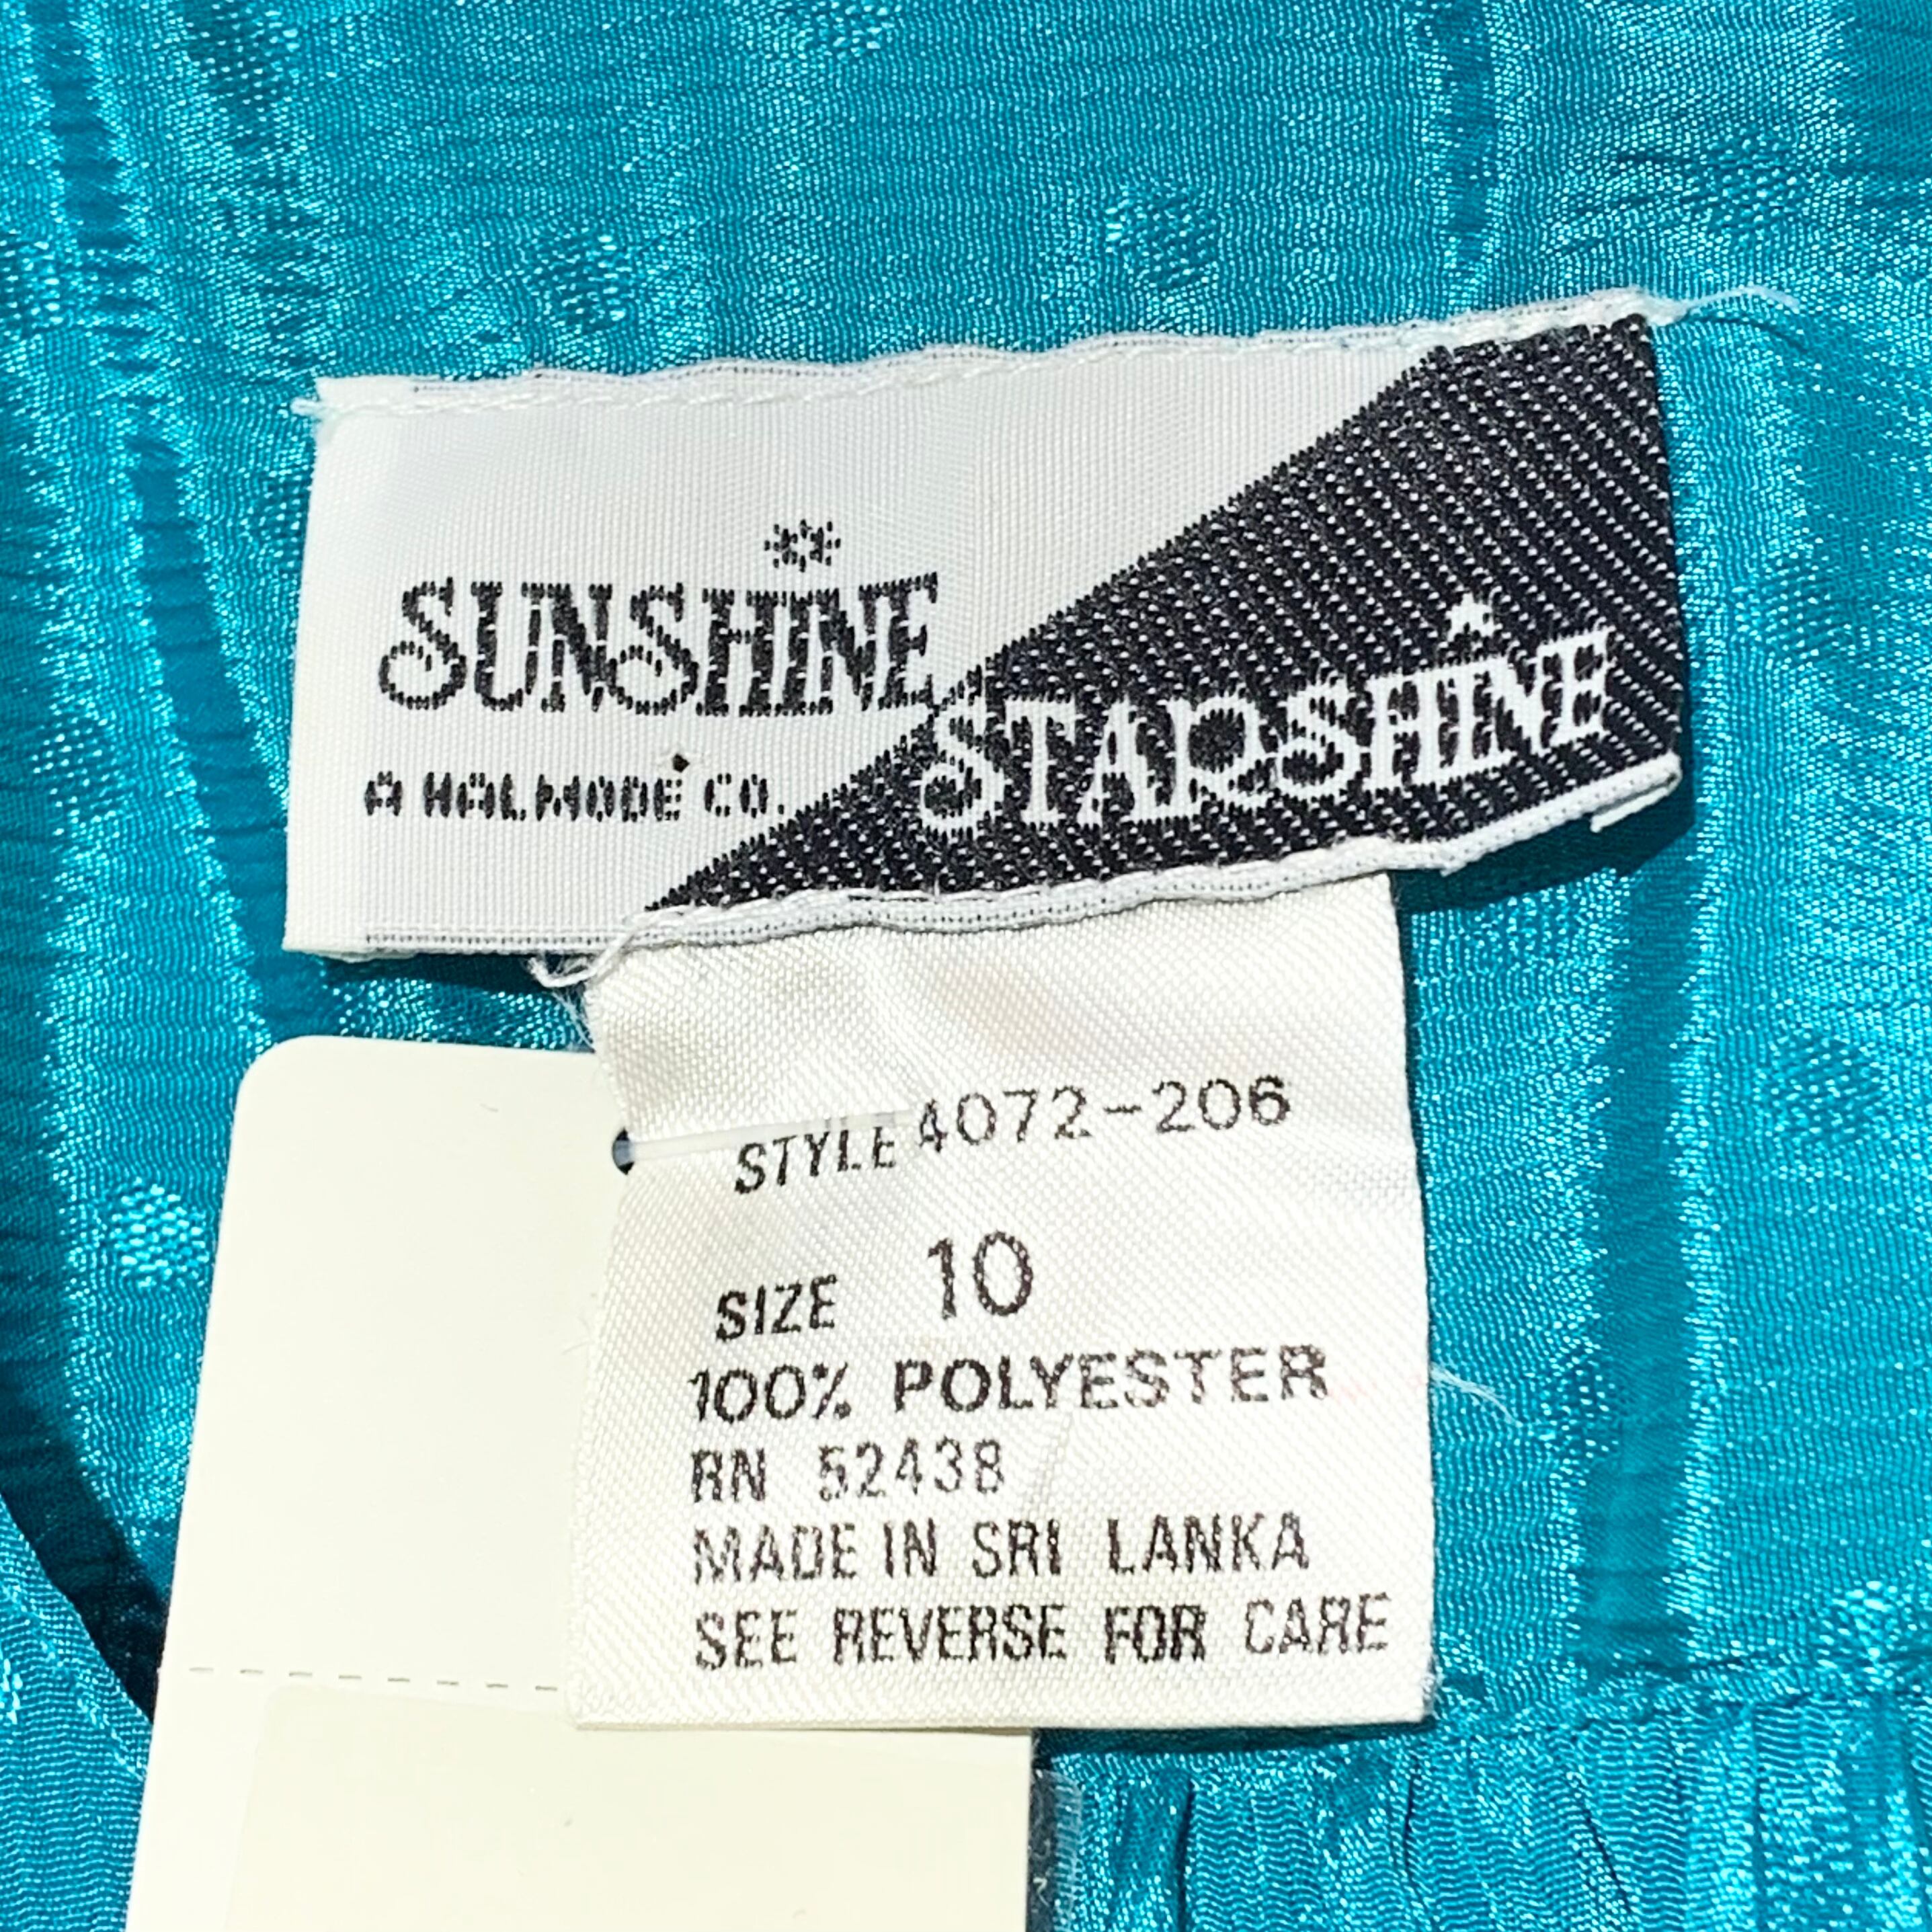 SUNSHINE
STARSHINE
A HALMODE CO.
STYLE 4072-206
SIZE 10
100% POLYESTER
RN 52438
MADE IN SRI LANKA
SEE REVERSE FOR CARE